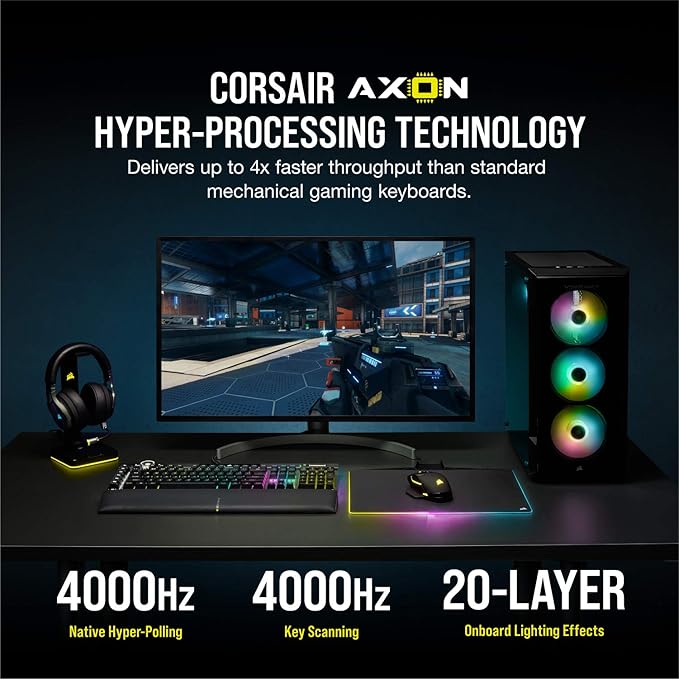 CORSAIR AXON
HYPER-PROCESSING TECHNOLOGY
Delivers up to 4x faster throughput than standard
mechanical gaming keyboards.
4000Hz
Native Hyper-Polling
4000Hz
Key Scanning
20-LAYER
Onboard Lighting Effects